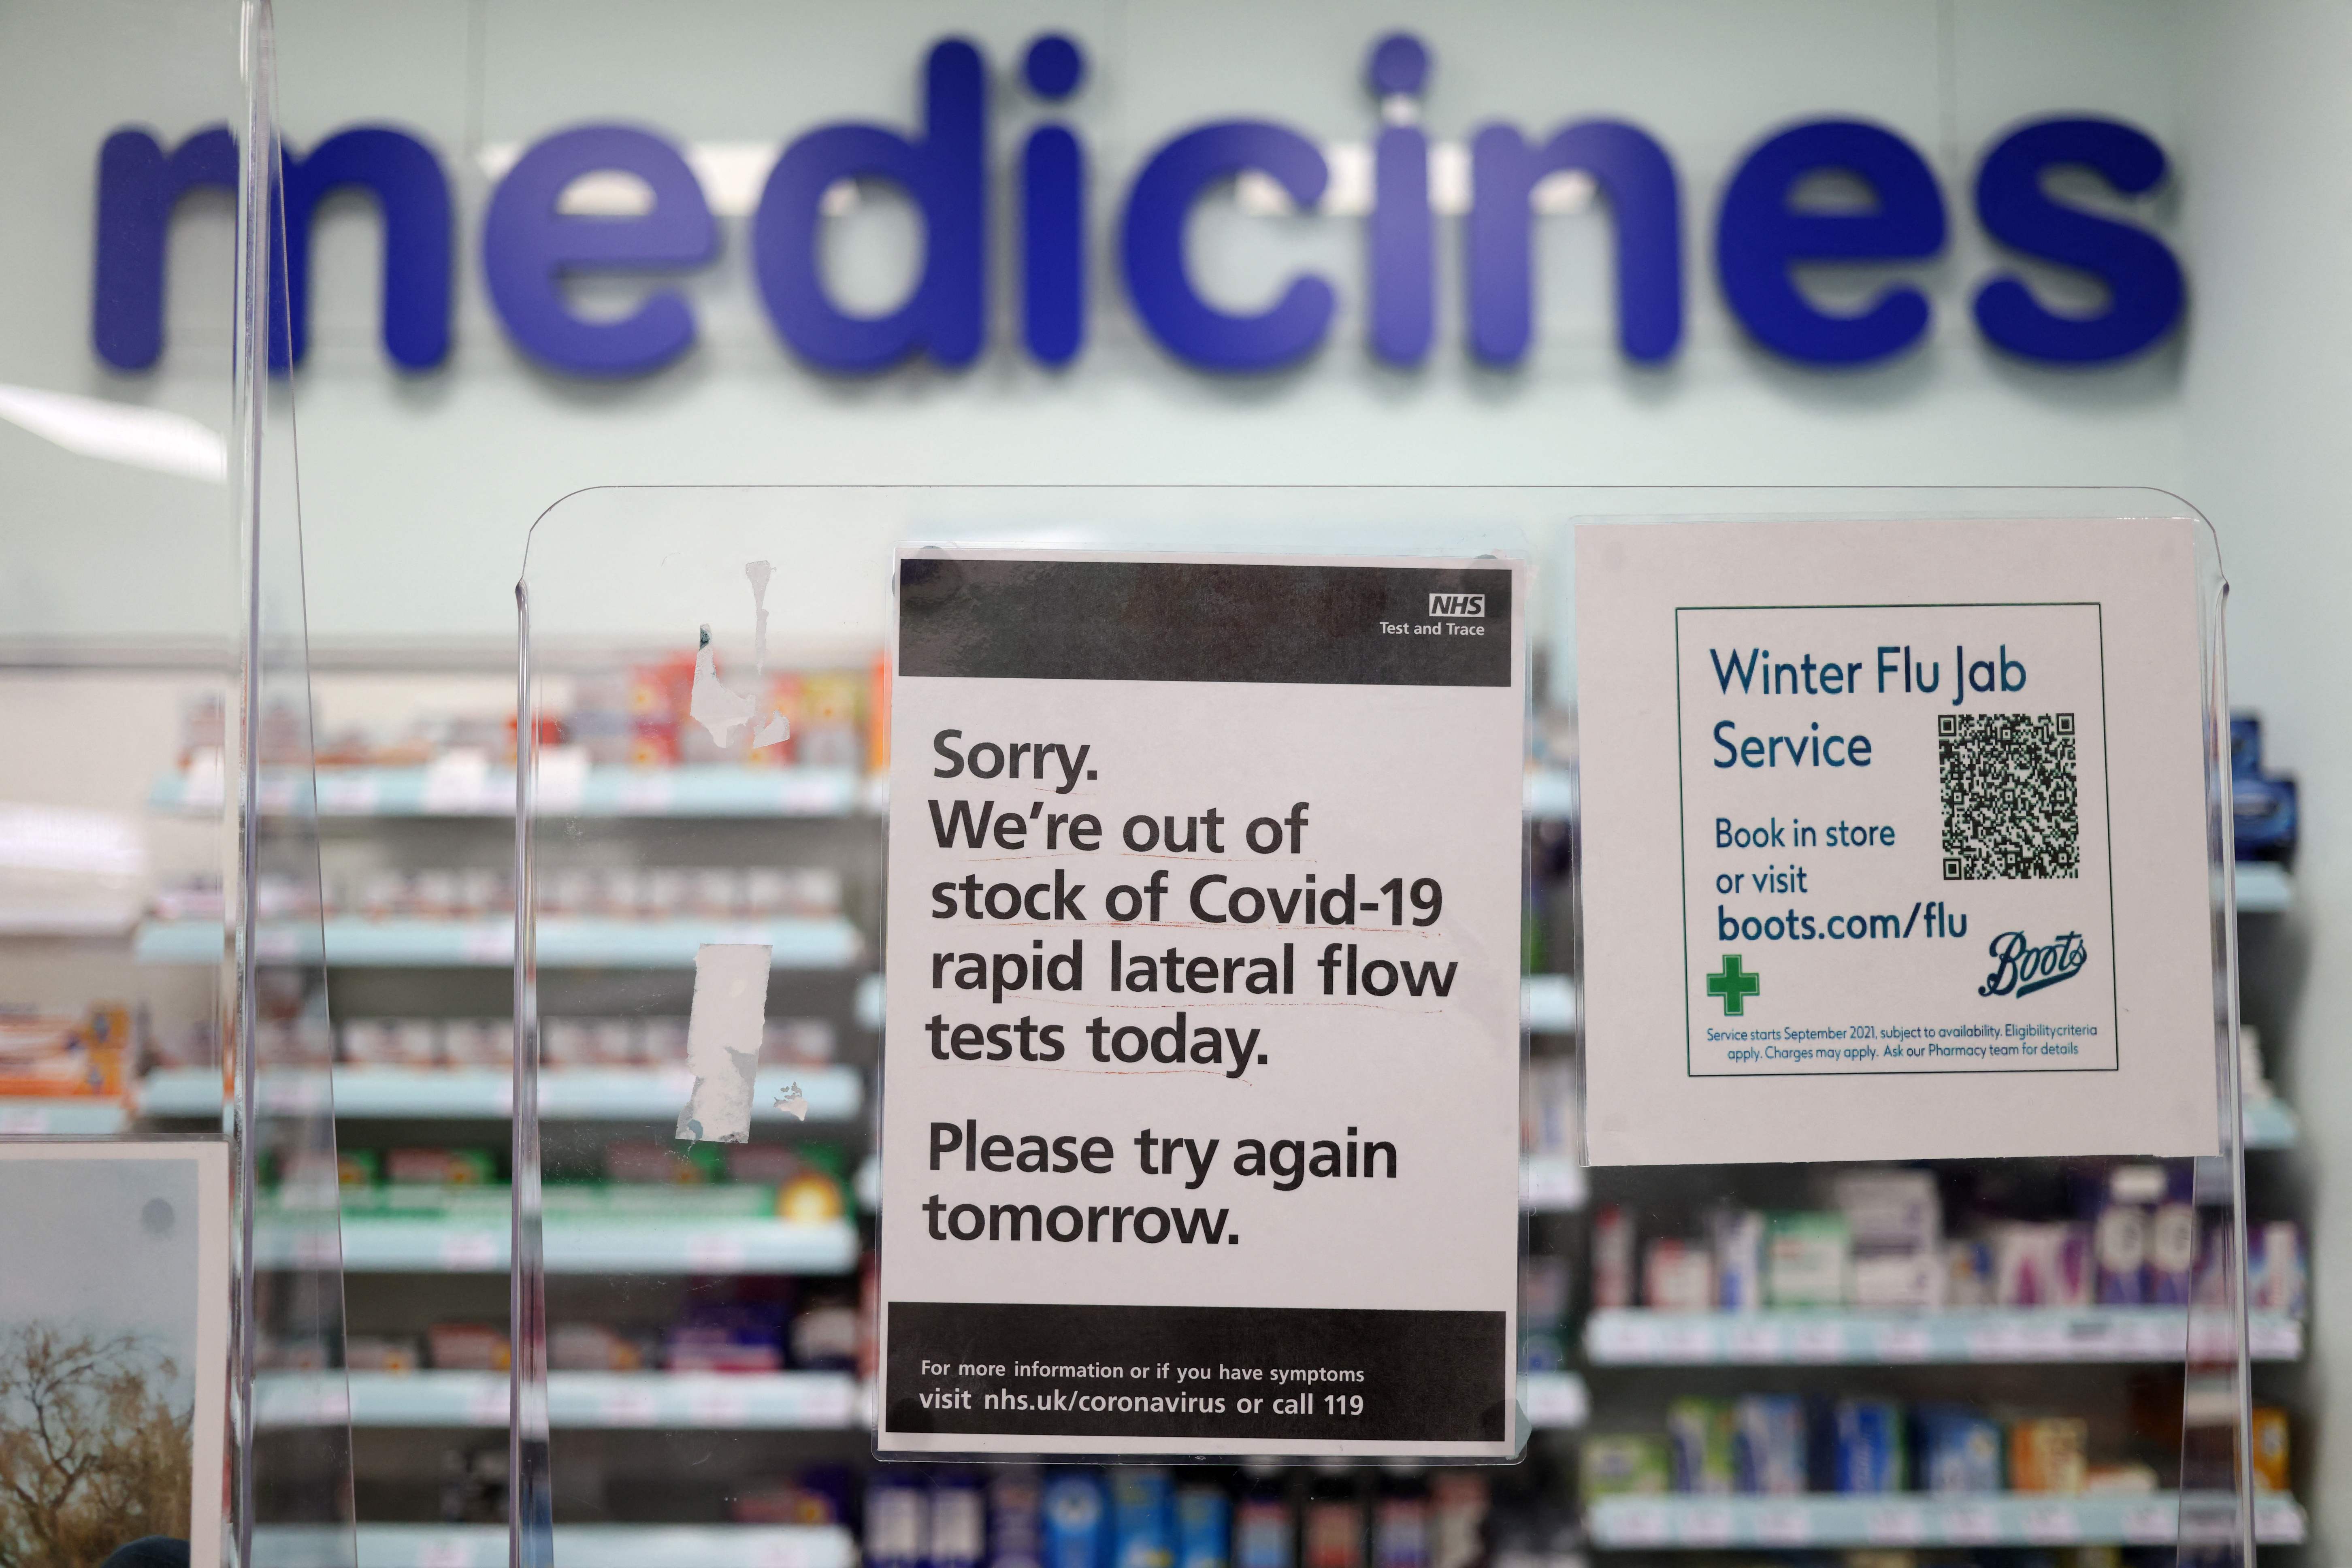 medicines
NHS
Test and Trace
Sorry.
We're out of
stock of Covid-19
rapid lateral flow
tests today.
Please try again
tomorrow.
For more information or if you have symptoms
visit nhs.uk/coronavirus or call 119
Winter Flu Jab
Service
Book in store
or visit
boots.com/flu
Boots
Service starts September 2021, subject to availability. Eligibilitycriteria
apply. Charges may apply. Ask our Pharmacy team for details